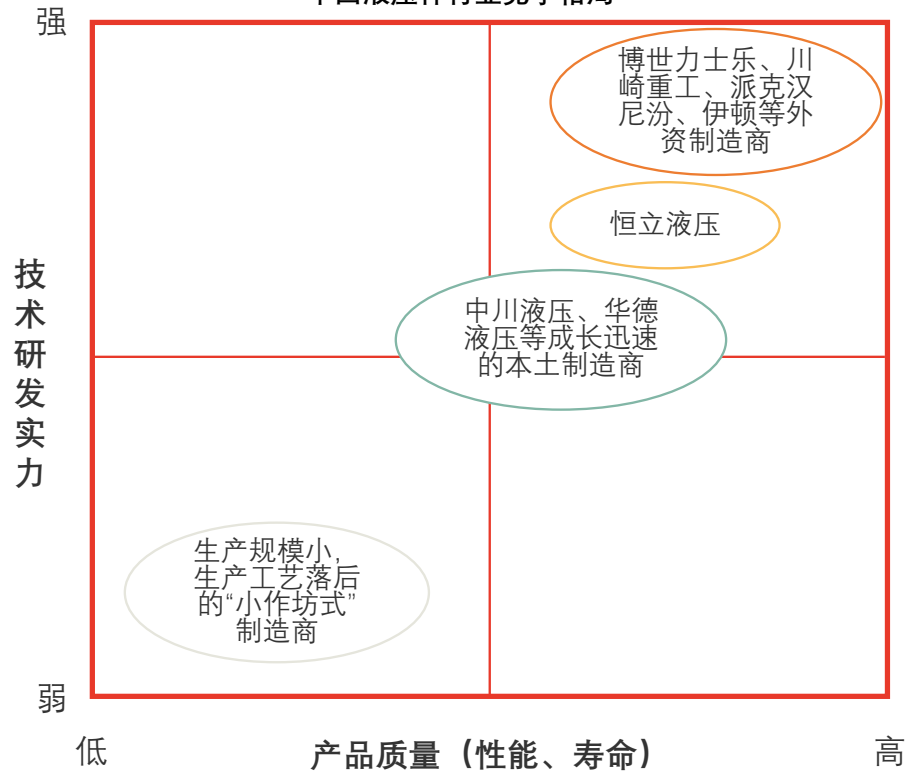 强
博世力士乐、川
崎重工、派克汉
尼汾、伊顿等外
资制造商
恒立液压
中川液压、华德
液压等成长迅速
的本土制造商
技
术
研
发
实
力
生产规模小,
生产工艺落后
的“小作坊式”
制造商
弱
低
产品质量（性能、寿命）
高